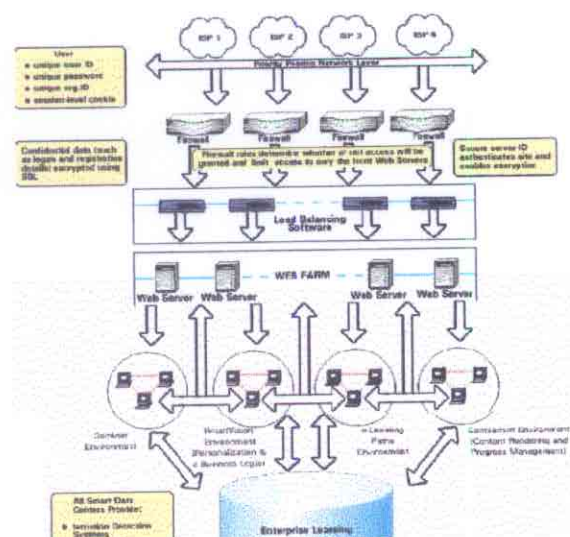 ISP 1
ISP 2
ISP 3
ISP 4
Network Layer
User
unique user ID
unique password
unique org.ID
session-level cookie
Firewall
Firewall
Firewall
Firewall
Confidential data (such
as logon and registration
details) encrypted using
SSL
Firewall rules determine whether or not access will be
granted and limit access to only the front Web Servers
Secure server ID
authenticates site and
enables encryption
Load Balancing
Software
WEB FARM
Web Server
Web Server
Web Server
Web Server
Environment
SmartVision
Environment
(Personalization &
e-Business Logic)
e-Learning
Paths
Environment
Environment
(Content Rendering and
Progress Management)
All Smart Data
Centers Provide:
Intrusion Detection
Systems
Enterprise Learning